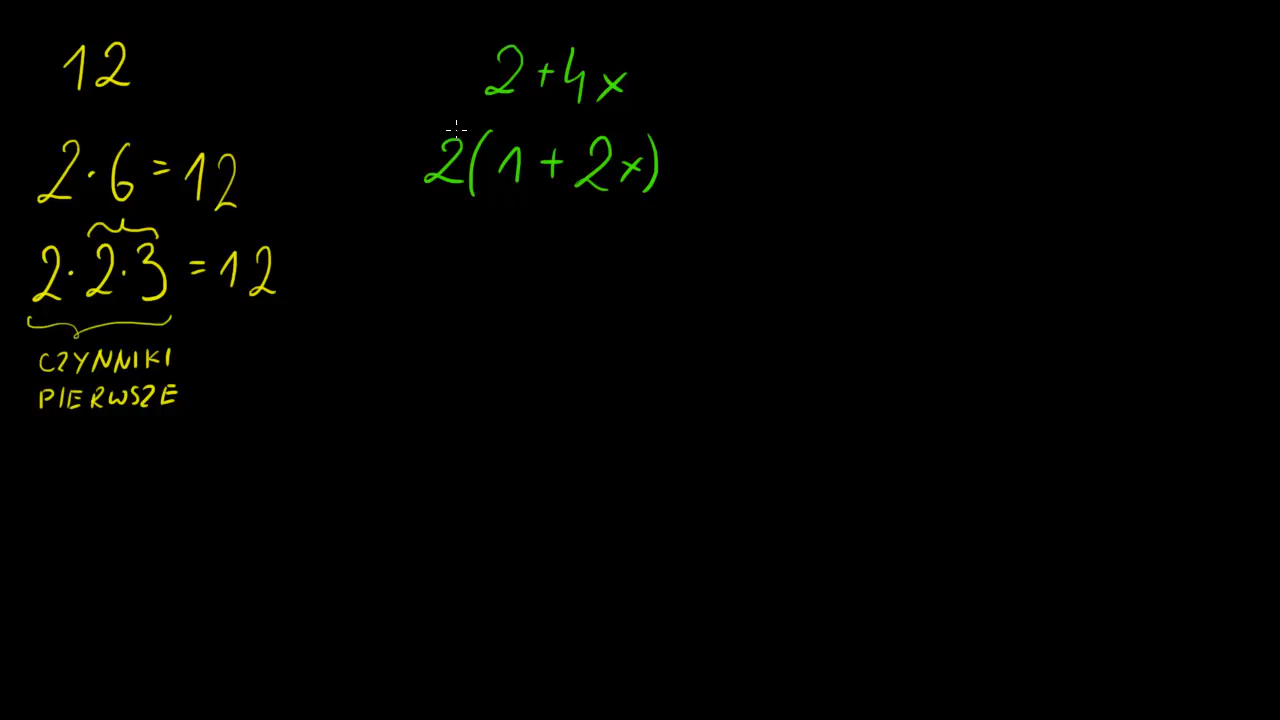 12
2·6=12
2·2·3=12
CZYNNIKI
PIERWSZE
2+4x
2(1+2x)